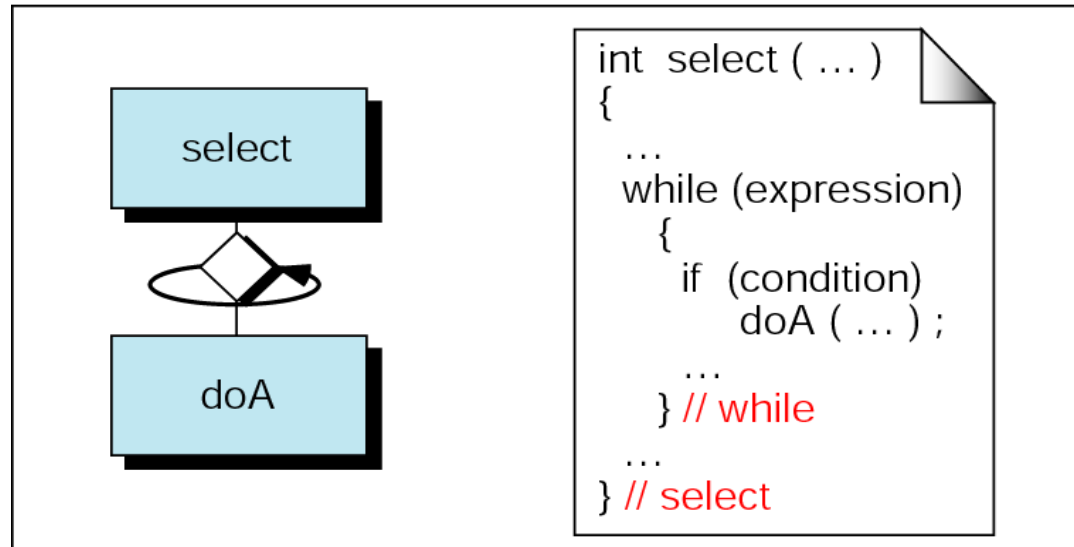 select
doA
int select ( … )
{
…
while (expression)
{
if (condition)
doA ( … ) ;
…
} // while
…
} // select